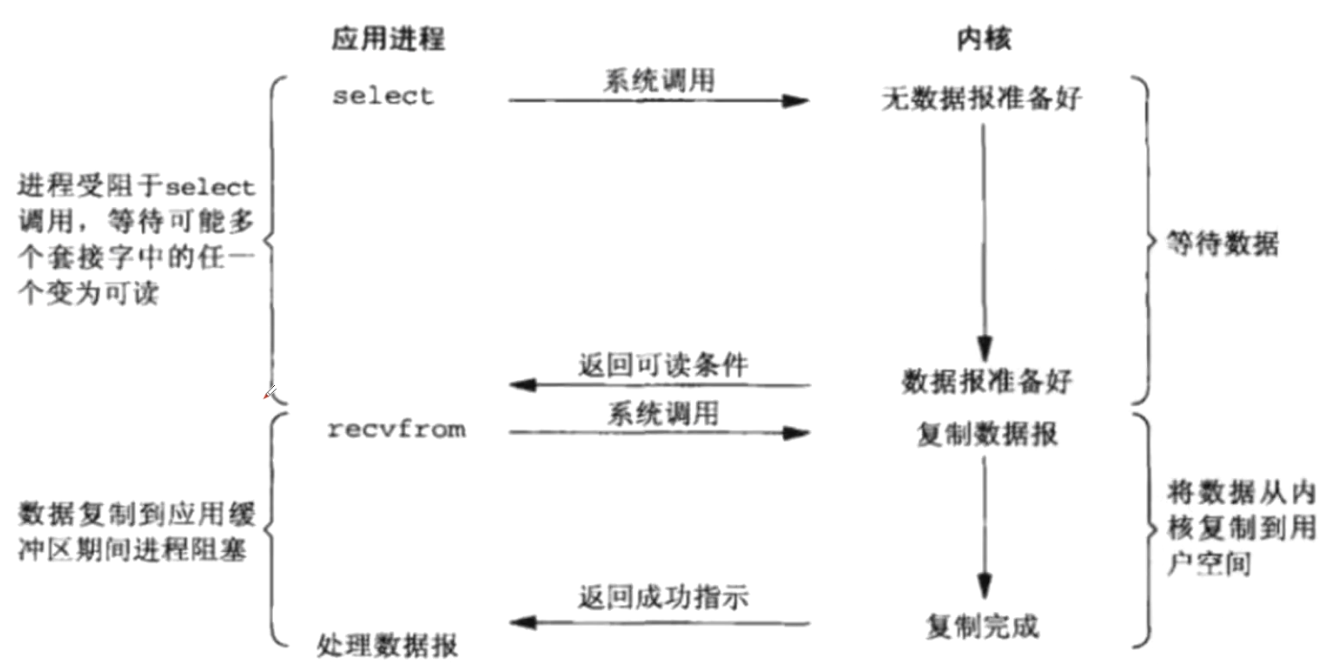 应用进程
内核
select
系统调用
无数据报准备好
进程受阻于select
调用，等待可能多
个套接字中的任一
个变为可读
等待数据
返回可读条件
数据报准备好
recvfrom
系统调用
复制数据报
数据复制到应用缓
冲区期间进程阻塞
将数据从内
核复制到用
户空间
返回成功指示
复制完成
处理数据报